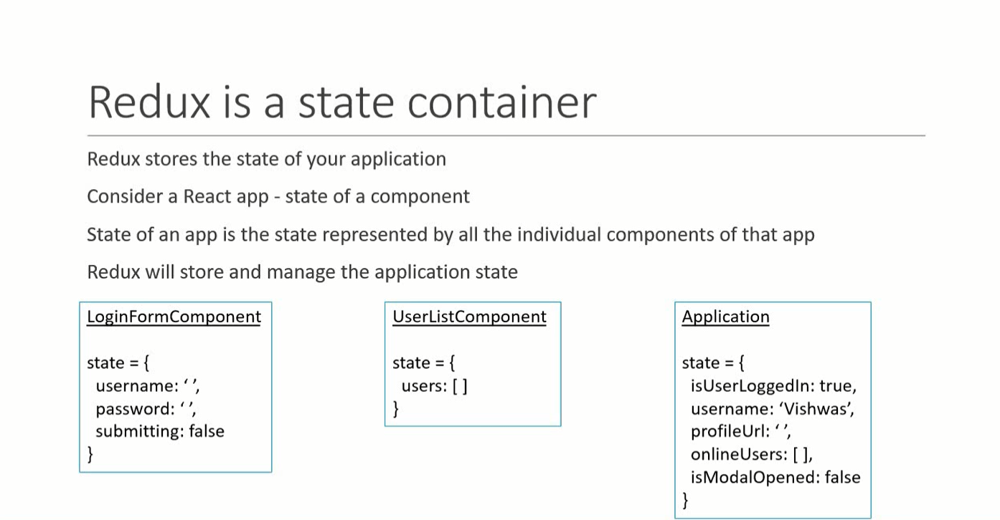 Redux is a state container
Redux stores the state of your application
Consider a React app - state of a component
State of an app is the state represented by all the individual components of that app
Redux will store and manage the application state
LoginFormComponent
state = {
username: ‘ ’,
password: ‘ ’,
submitting: false
}
UserListComponent
state = {
users: [ ]
}
Application
state = {
isUserLoggedIn: true,
username: ‘Vishwas’,
profileUrl: ‘ ’,
onlineUsers: [ ],
isModalOpened: false
}